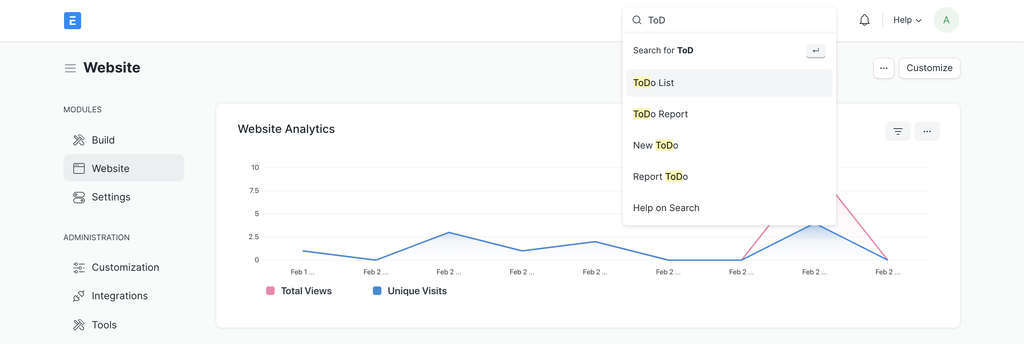 E
ToD
Help
A
Search for ToD
ToDo List
ToDo Report
New ToDo
Report ToDo
Help on Search
Website
...
Customize
MODULES
Build
Website
Settings
ADMINISTRATION
Customization
Integrations
Tools
Website Analytics
...
10
7.5
5
2.5
0
Feb 1 ... Feb 2 ... Feb 2 ... Feb 2 ... Feb 2 ... Feb 2 ... Feb 2 ... Feb 2 ... Feb 2 ...
Total Views Unique Visits